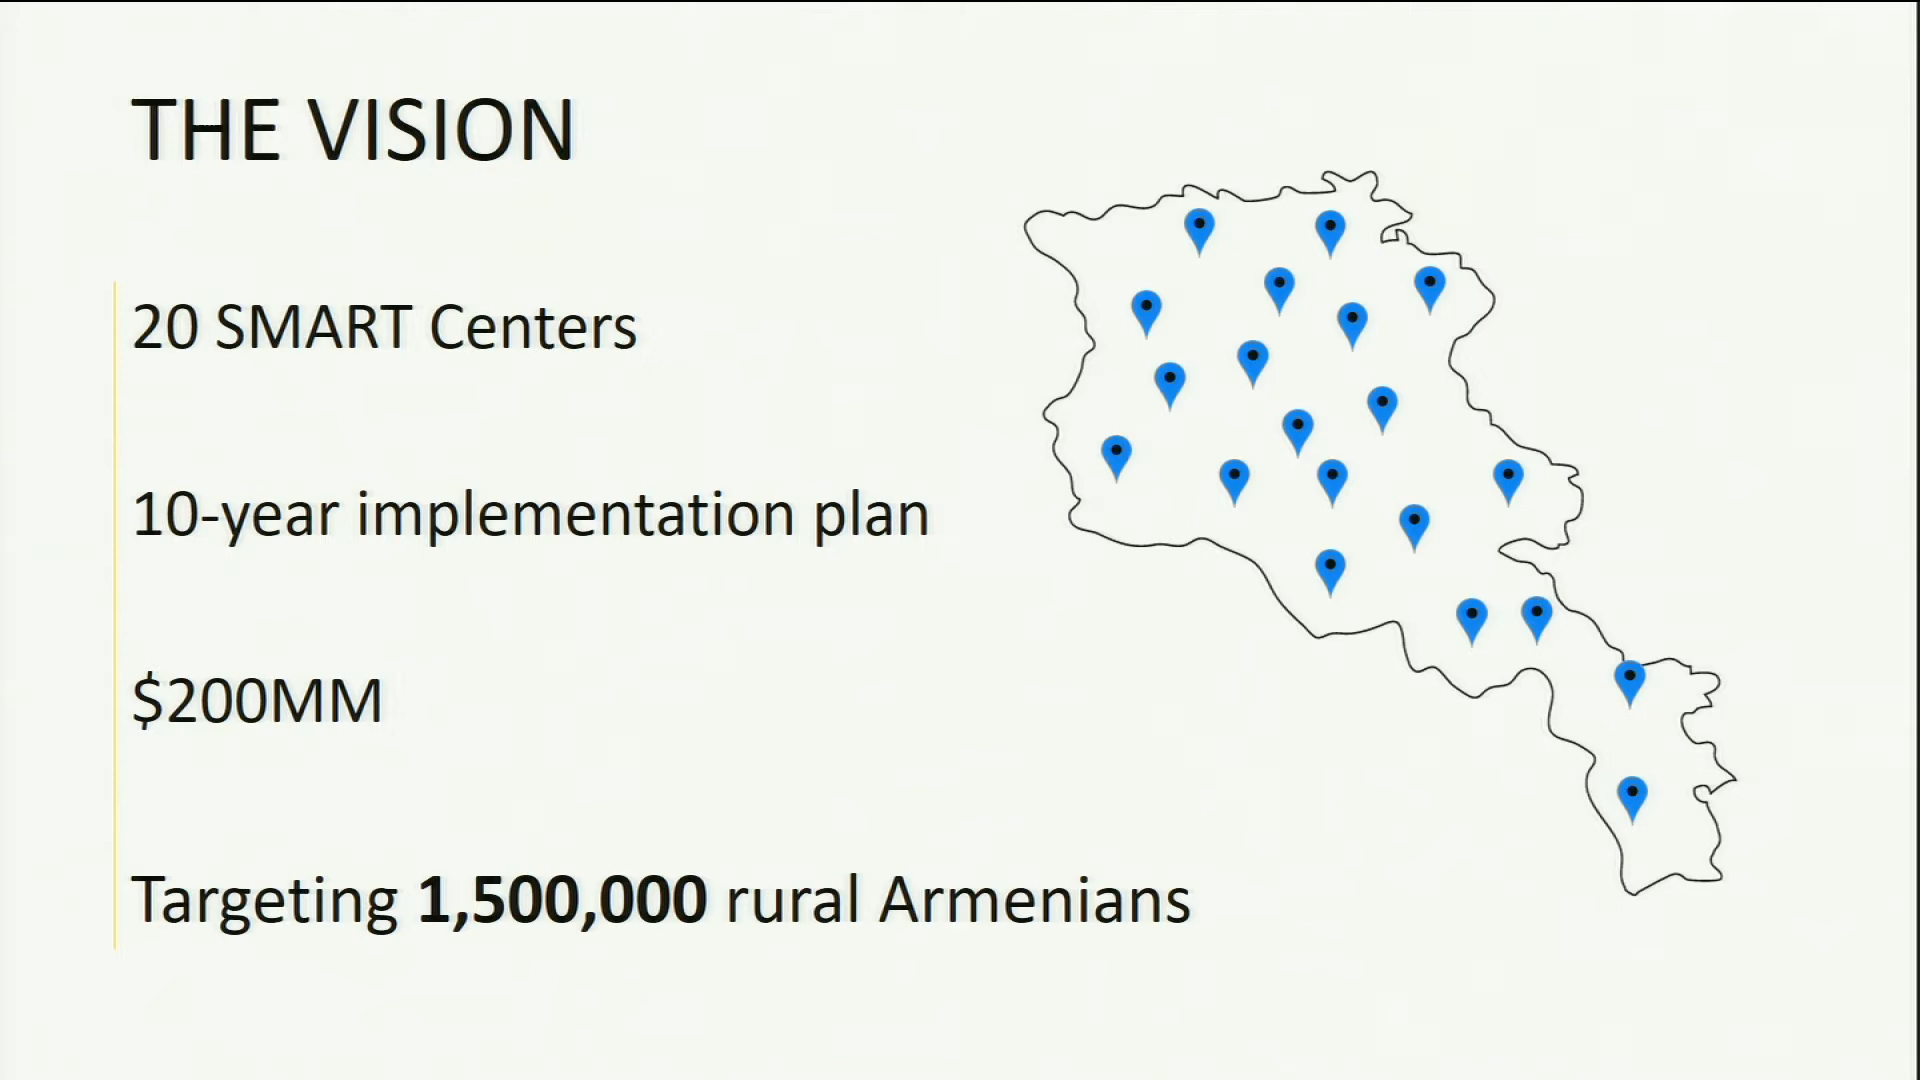 THE VISION
20 SMART Centers
10-year implementation plan
$200MM
Targeting 1,500,000 rural Armenians